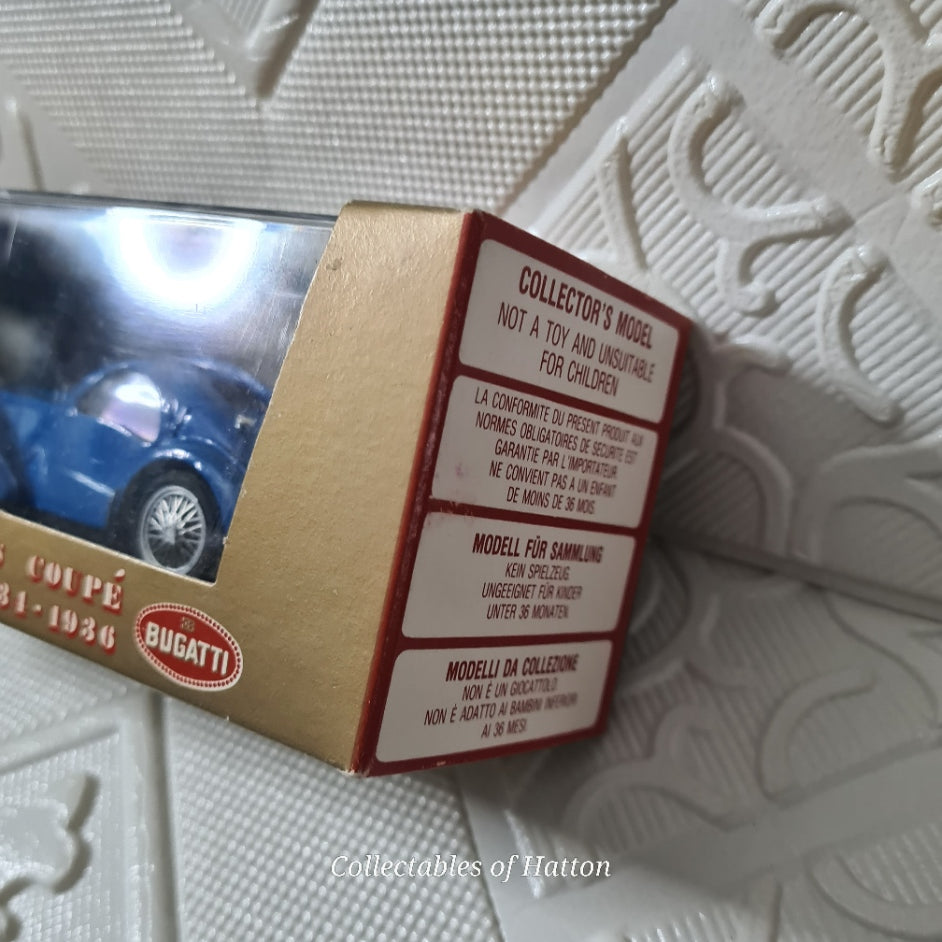 COUPÉ
1936
BUGATTI
COLLECTOR'S MODEL
NOT A TOY AND UNSUITABLE
FOR CHILDREN
LA CONFORMITE DU PRESENT PRODUIT AUX
NORMES OBLIGATOIRES DE SECURITE EST
GARANTIE PAR L'IMPORTATEUR.
NE CONVIENT PAS A UN ENFANT
DE MOINS DE 36 MOIS.
MODELL FÜR SAMMLUNG
KEIN SPIELZEUG.
UNGEEIGNET FÜR KINDER
UNTER 36 MONATEN.
MODELLI DA COLLEZIONE
NON È UN GIOCATTOLO.
NON È ADATTO AI BAMBINI INFERIORI
AI 36 MESI.
Collectables of Hatton